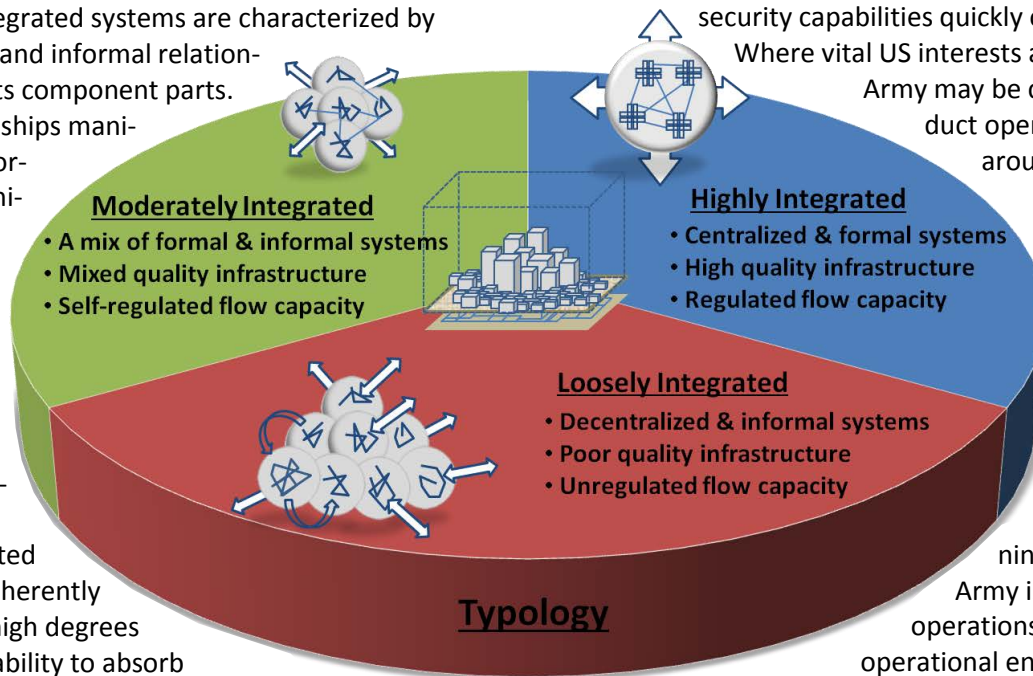 egrated systems are characterized by
and informal relation-
ts component parts.
ships mani-
or-
ni-
security capabilities quickly
Where vital US interests a
Army may be
duct oper
arou
Moderately Integrated
• A mix of formal & informal systems
• Mixed quality infrastructure
• Self-regulated flow capacity
Highly Integrated
• Centralized & formal systems
• High quality infrastructure
• Regulated flow capacity
Loosely Integrated
• Decentralized & informal systems
• Poor quality infrastructure
• Unregulated flow capacity
-
ted
herently
high degrees
ability to absorb
Typology
nin
Army i
operations
operational en